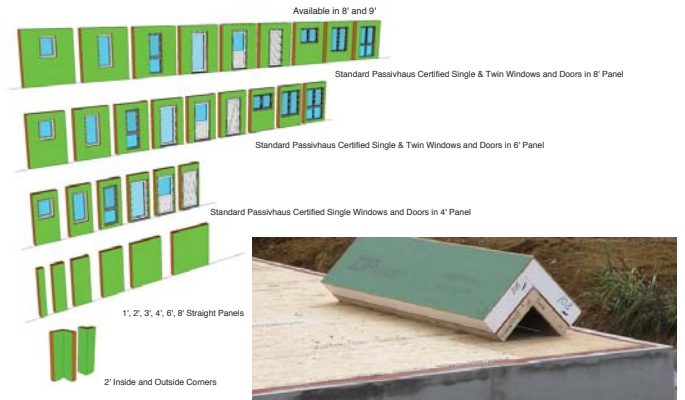 Available in 8' and 9'
Standard Passivhaus Certified Single & Twin Windows and Doors in 8' Panel
Standard Passivhaus Certified Single & Twin Windows and Doors in 6' Panel
Standard Passivhaus Certified Single Windows and Doors in 4' Panel
1', 2', 3', 4', 6', 8' Straight Panels
2' Inside and Outside Corners